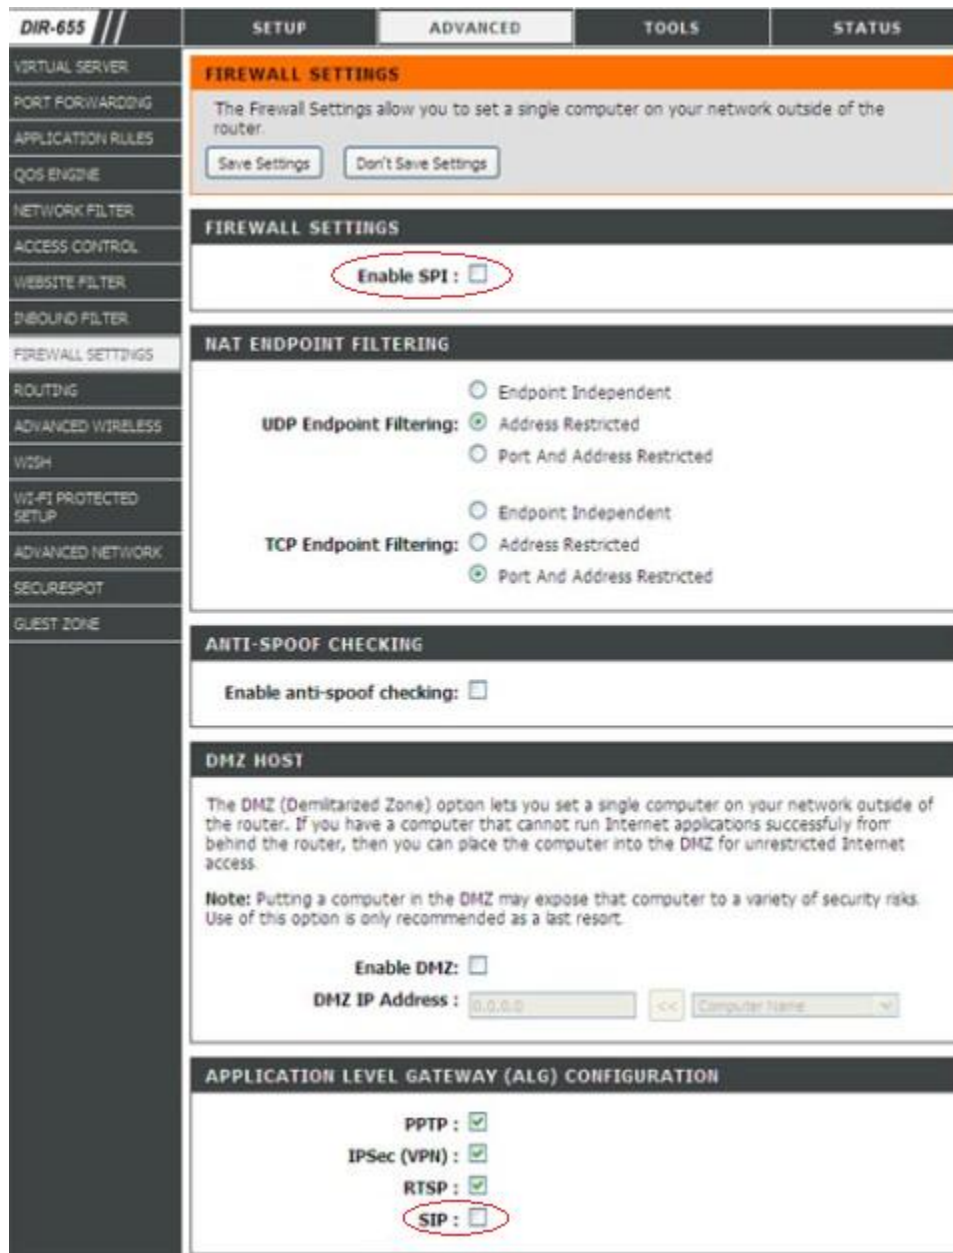 DIR-655
SETUP
ADVANCED
TOOLS
STATUS
VIRTUAL SERVER
PORT FORWARDING
APPLICATION RULES
QOS ENGINE
NETWORK FILTER
ACCESS CONTROL
WEBSITE FILTER
INBOUND FILTER
FIREWALL SETTINGS
ROUTING
ADVANCED WIRELESS
WISH
WI-FI PROTECTED
SETUP
ADVANCED NETWORK
SECURESPOT
GUEST ZONE
FIREWALL SETTINGS
The Firewall Settings allow you to set a single computer on your network outside of the
router.
Save Settings
Don't Save Settings
FIREWALL SETTINGS
Enable SPI :
NAT ENDPOINT FILTERING
UDP Endpoint Filtering:
Endpoint Independent
Address Restricted
Port And Address Restricted
TCP Endpoint Filtering:
Endpoint Independent
Address Restricted
Port And Address Restricted
ANTI-SPOOF CHECKING
Enable anti-spoof checking:
DMZ HOST
The DMZ (Demilitarized Zone) option lets you set a single computer on your network outside of
the router. If you have a computer that cannot run Internet applications successfuly from
behind the router, then you can place the computer into the DMZ for unrestricted Internet
access.
Note: Putting a computer in the DMZ may expose that computer to a variety of security risks.
Use of this option is only recommended as a last resort.
Enable DMZ:
DMZ IP Address : 0.0.0.0 << Computer Name
APPLICATION LEVEL GATEWAY (ALG) CONFIGURATION
PPTP :
IPSec (VPN) :
RTSP :
SIP :